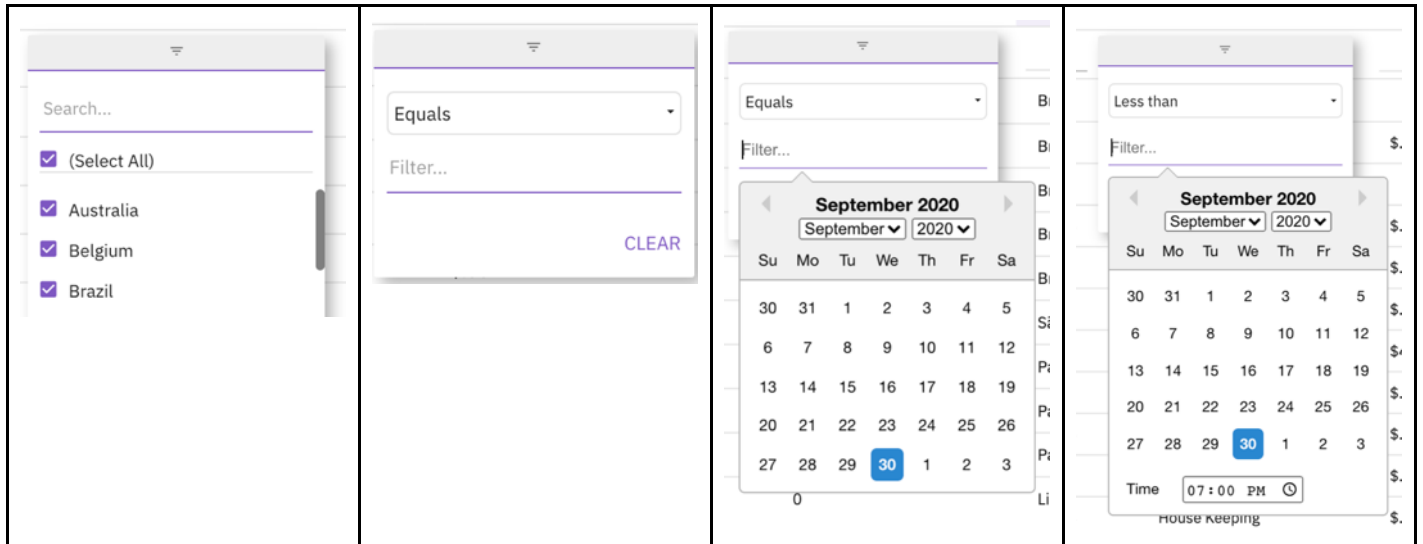 Search...
(Select All)
Australia
Belgium
Brazil
Equals
Filter...
CLEAR
Equals
Filter...
September 2020
September 2020
Su Mo Tu We Th Fr Sa
30 31 1 2 3 4 5
6 7 8 9 10 11 12
13 14 15 16 17 18 19
20 21 22 23 24 25 26
27 28 29 30 1 2 3
0
Less than
Filter...
September 2020
September 2020
Su Mo Tu We Th Fr Sa
30 31 1 2 3 4 5
6 7 8 9 10 11 12
13 14 15 16 17 18 19
20 21 22 23 24 25 26
27 28 29 30 1 2 3
Time 07:00 PM
House Keeping